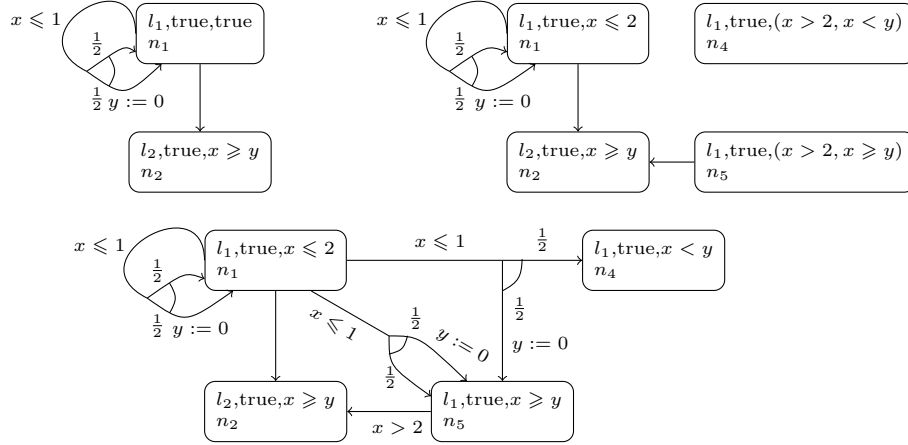 x ⩽ 1
1/2
1/2 y := 0
l₁,true,true
n₁
l₂,true,x ⩾ y
n₂
x ⩽ 1
1/2
1/2 y := 0
l₁,true,x ⩽ 2
n₁
l₁,true,(x > 2, x < y)
n₄
l₂,true,x ⩾ y
n₂
l₁,true,(x > 2, x ⩾ y)
n₅
x ⩽ 1
1/2
1/2 y := 0
l₁,true,x ⩽ 2
n₁
x ⩽ 1
1/2
l₁,true,x < y
n₄
x ⩽ 1
1/2
y := 0
1/2
1/2
y := 0
l₂,true,x ⩾ y
n₂
x > 2
l₁,true,x ⩾ y
n₅